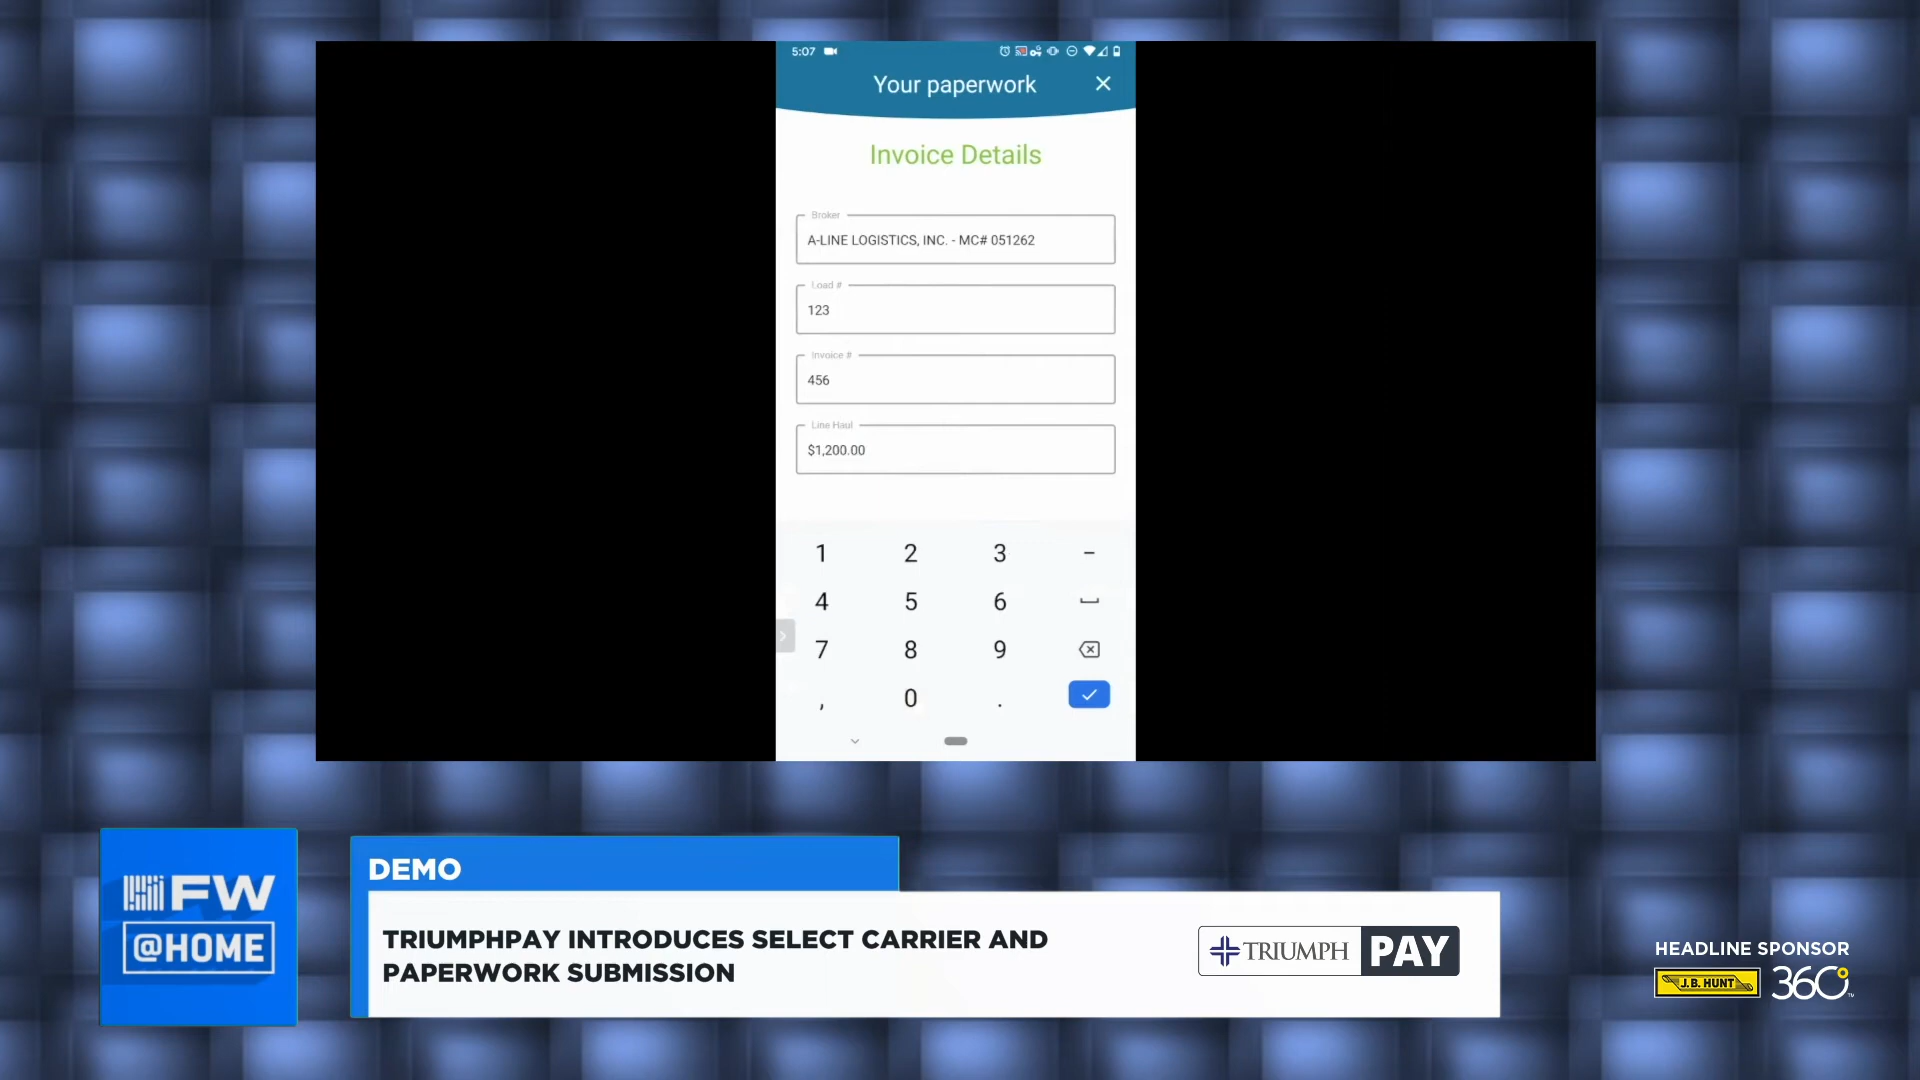 5:07
Your paperwork
Invoice Details
Broker
A-LINE LOGISTICS, INC. - MC# 051262
Load #
123
Invoice #
456
Line Haul
$1,200.00
1 2 3 -
4 5 6
7 8 9
, 0 .
FW
@HOME
DEMO
TRIUMPHPAY INTRODUCES SELECT CARRIER AND
PAPERWORK SUBMISSION
TRIUMPH PAY
HEADLINE SPONSOR
J.B. HUNT 360°